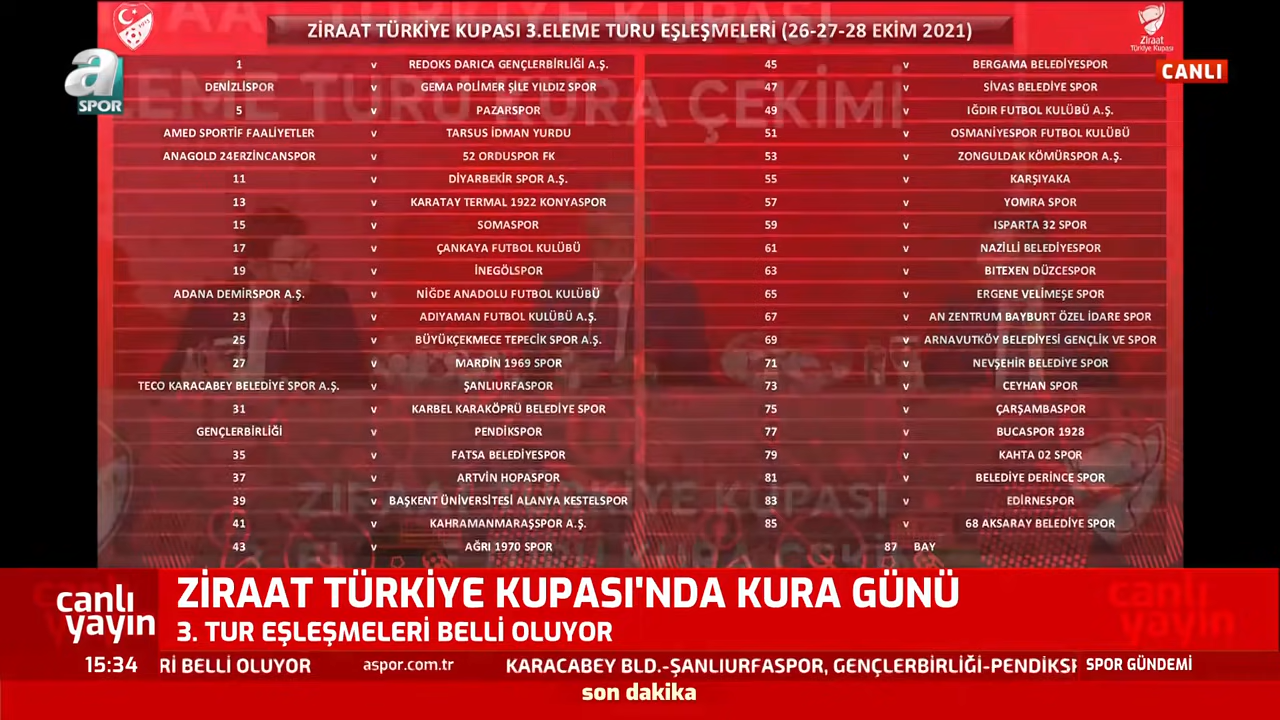 ZİRAAT TÜRKİYE KUPASI 3.ELEME TURU EŞLEŞMELERİ (26-27-28 EKİM 2021)
Ziraat
Türkiye Kupası
a
SPOR
CANLI
1 v REDOKS DARICA GENÇLERBİRLİĞİ A.Ş.
DENİZLİSPOR v GEMA POLİMER ŞİLE YILDIZ SPOR
5 v PAZARSPOR
AMED SPORTİF FAALİYETLER v TARSUS İDMAN YURDU
ANAGOLD 24ERZİNCANSPOR v 52 ORDUSPOR FK
11 v DİYARBEKİR SPOR A.Ş.
13 v KARATAY TERMAL 1922 KONYASPOR
15 v SOMASPOR
17 v ÇANKAYA FUTBOL KULÜBÜ
19 v İNEGÖLSPOR
ADANA DEMİRSPOR A.Ş. v NİĞDE ANADOLU FUTBOL KULÜBÜ
23 v ADIYAMAN FUTBOL KULÜBÜ A.Ş.
25 v BÜYÜKÇEKMECE TEPECİK SPOR A.Ş.
27 v MARDİN 1969 SPOR
TECO KARACABEY BELEDİYE SPOR A.Ş. v ŞANLIURFASPOR
31 v KARBEL KARAKÖPRÜ BELEDİYE SPOR
GENÇLERBİRLİĞİ v PENDİKSPOR
35 v FATSA BELEDİYESPOR
37 v ARTVİN HOPASPOR
39 v BAŞKENT ÜNİVERSİTESİ ALANYA KESTELSPOR
41 v KAHRAMANMARAŞSPOR A.Ş.
43 v AĞRI 1970 SPOR
45 v BERGAMA BELEDİYESPOR
47 v SİVAS BELEDİYE SPOR
49 v IĞDIR FUTBOL KULÜBÜ A.Ş.
51 v OSMANİYESPOR FUTBOL KULÜBÜ
53 v ZONGULDAK KÖMÜRSPOR A.Ş.
55 v KARŞIYAKA
57 v YOMRA SPOR
59 v ISPARTA 32 SPOR
61 v NAZİLLİ BELEDİYESPOR
63 v BITEXEN DÜZCESPOR
65 v ERGENE VELİMEŞE SPOR
67 v AN ZENTRUM BAYBURT ÖZEL İDARE SPOR
69 v ARNAVUTKÖY BELEDİYESİ GENÇLİK VE SPOR
71 v NEVŞEHİR BELEDİYE SPOR
73 v CEYHAN SPOR
75 v ÇARŞAMBASPOR
77 v BUCASPOR 1928
79 v KAHTA 02 SPOR
81 v BELEDİYE DERİNCE SPOR
83 v EDİRNESPOR
85 v 68 AKSARAY BELEDİYE SPOR
87 BAY
canlı
yayın
ZİRAAT TÜRKİYE KUPASI'NDA KURA GÜNÜ
3. TUR EŞLEŞMELERİ BELLİ OLUYOR
15:34 Rİ BELLİ OLUYOR aspor.com.tr KARACABEY BLD.-ŞANLIURFASPOR, GENÇLERBİRLİĞİ-PENDİKS SPOR GÜNDEMİ
son dakika